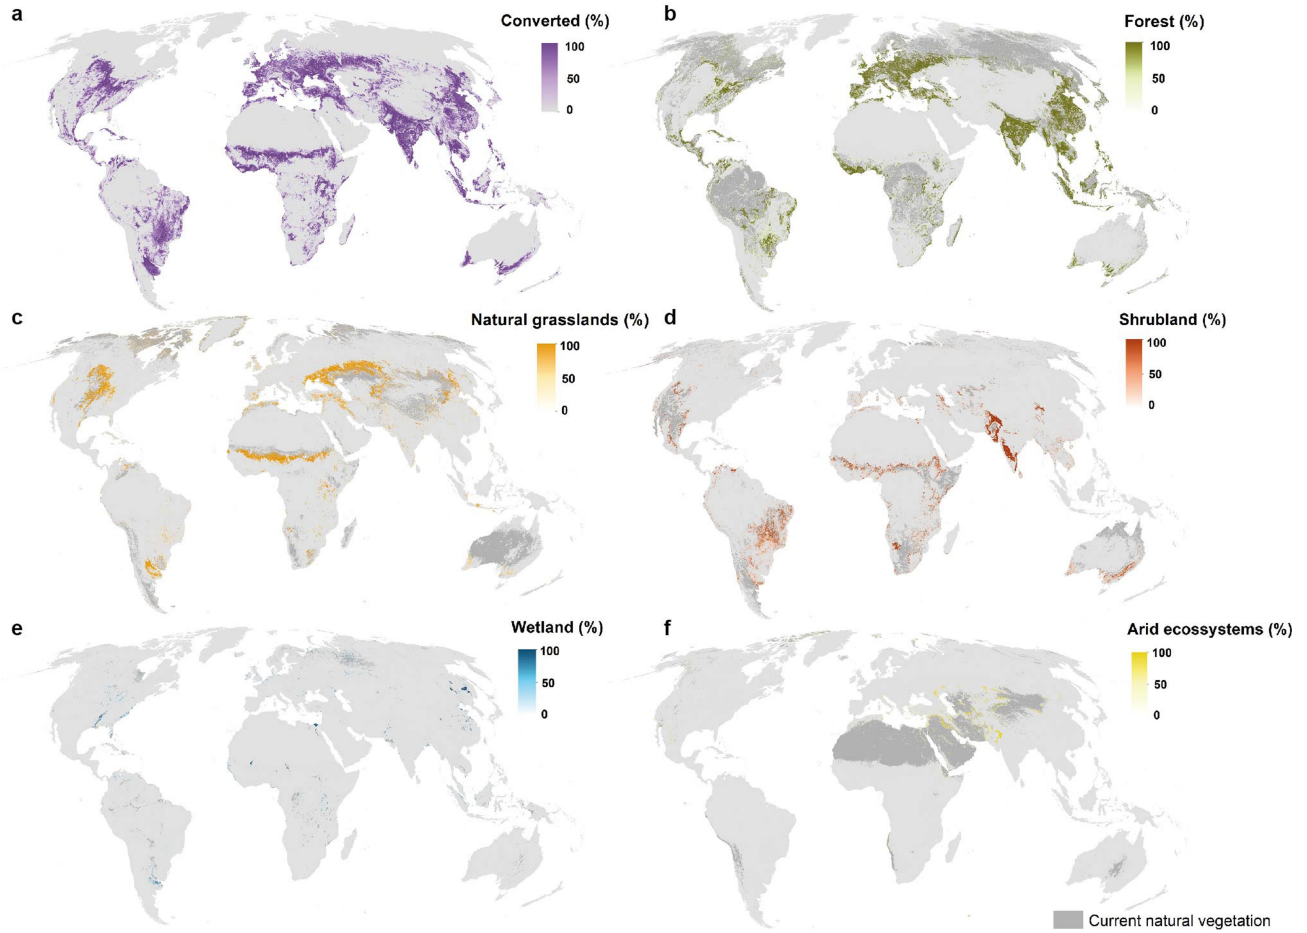 a
Converted (%)
100
50
0
b
Forest (%)
100
50
0
c
Natural grasslands (%)
100
50
0
d
Shrubland (%)
100
50
0
e
Wetland (%)
100
50
0
f
Arid ecosystems (%)
100
50
0
Current natural vegetation